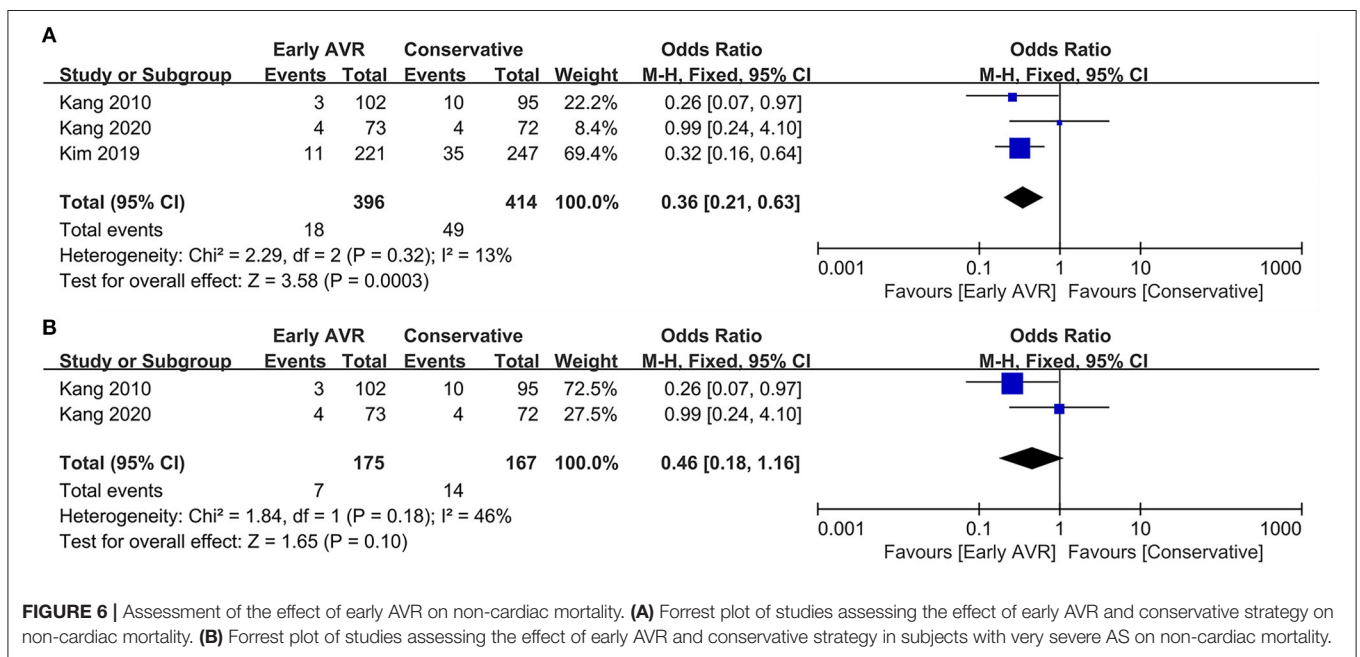 A
Early AVR Conservative Odds Ratio Odds Ratio
Study or Subgroup Events Total Events Total Weight M-H, Fixed, 95% CI M-H, Fixed, 95% CI
Kang 2010 3 102 10 95 22.2% 0.26 [0.07, 0.97]
Kang 2020 4 73 4 72 8.4% 0.99 [0.24, 4.10]
Kim 2019 11 221 35 247 69.4% 0.32 [0.16, 0.64]
Total (95% CI) 396 414 100.0% 0.36 [0.21, 0.63]
Total events 18 49
Heterogeneity: Chi² = 2.29, df = 2 (P = 0.32); I² = 13%
Test for overall effect: Z = 3.58 (P = 0.0003)
0.001 0.1 1 10 1000
Favours [Early AVR] Favours [Conservative]
B
Early AVR Conservative Odds Ratio Odds Ratio
Study or Subgroup Events Total Events Total Weight M-H, Fixed, 95% CI M-H, Fixed, 95% CI
Kang 2010 3 102 10 95 72.5% 0.26 [0.07, 0.97]
Kang 2020 4 73 4 72 27.5% 0.99 [0.24, 4.10]
Total (95% CI) 175 167 100.0% 0.46 [0.18, 1.16]
Total events 7 14
Heterogeneity: Chi² = 1.84, df = 1 (P = 0.18); I² = 46%
Test for overall effect: Z = 1.65 (P = 0.10)
0.001 0.1 1 10 1000
Favours [Early AVR] Favours [Conservative]
FIGURE 6 | Assessment of the effect of early AVR on non-cardiac mortality. (A) Forrest plot of studies assessing the effect of early AVR and conservative strategy on
non-cardiac mortality. (B) Forrest plot of studies assessing the effect of early AVR and conservative strategy in subjects with very severe AS on non-cardiac mortality.